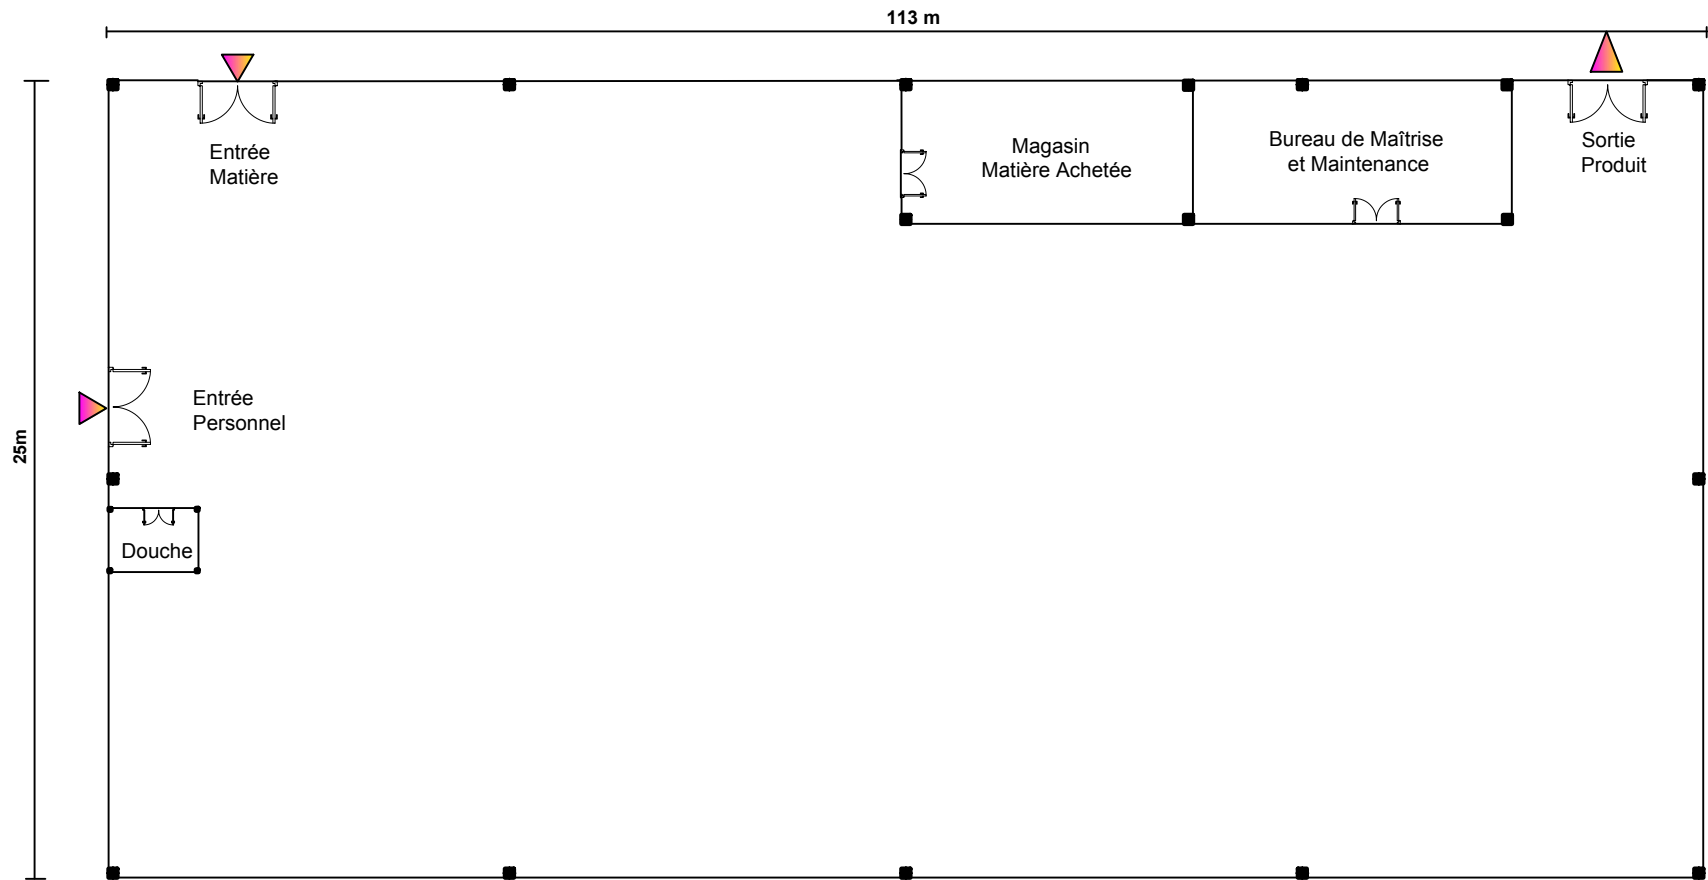 113 m
Entrée
Matière
Magasin
Matière Achetée
Bureau de Maîtrise
et Maintenance
Sortie
Produit
Entrée
Personnel
25m
Douche